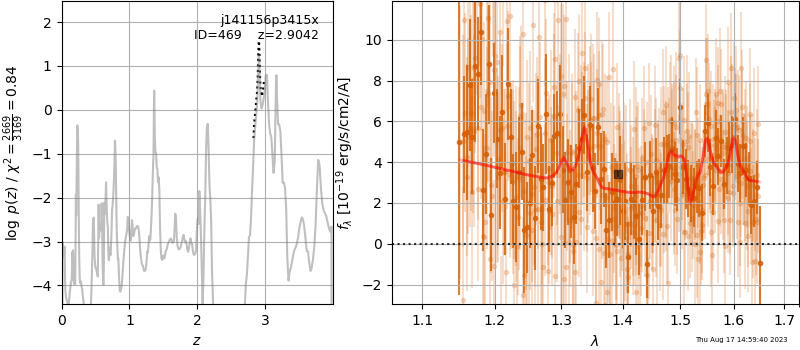 j141156p3415x
ID=469 z=2.9042
log p(z) / χ² = 2669/3169 = 0.84
2
1
0
−1
−2
−3
−4
0 1 2 3
z
f_λ [10⁻¹⁹ erg/s/cm2/A]
10
8
6
4
2
0
−2
1.1 1.2 1.3 1.4 1.5 1.6 1.7
λ
Thu Aug 17 14:59:40 2023